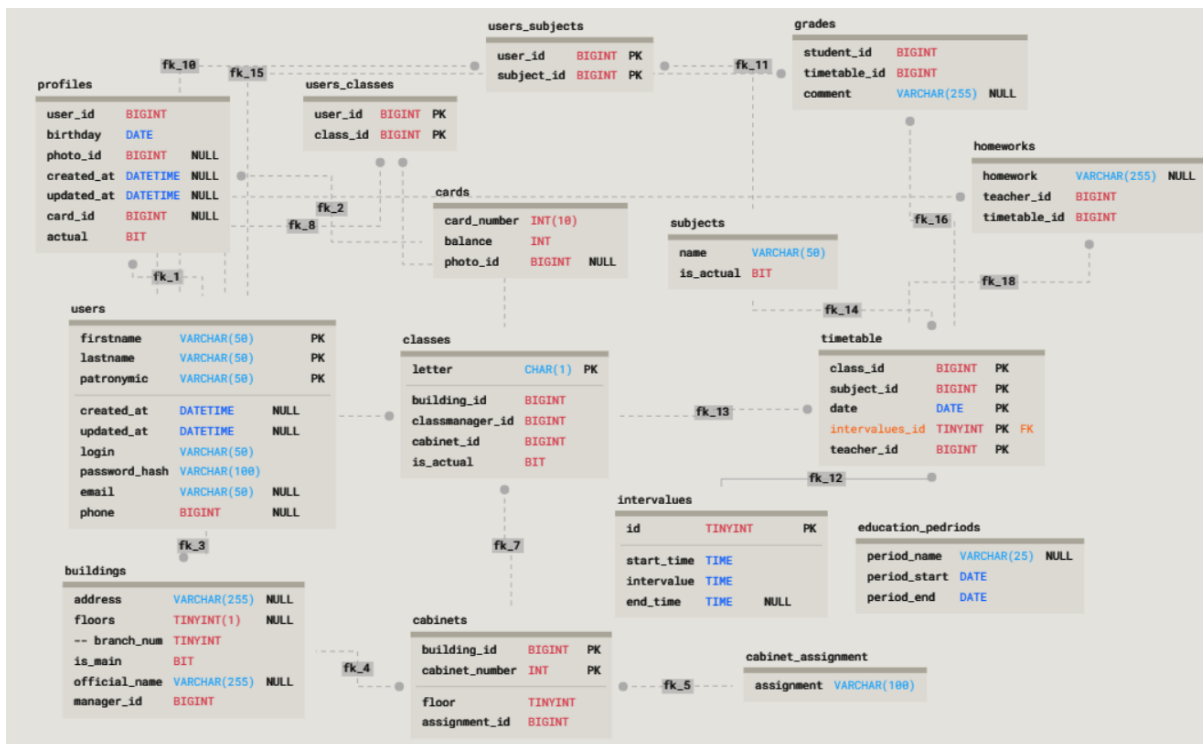 users_subjects
user_id BIGINT PK
subject_id BIGINT PK
grades
student_id BIGINT
timetable_id BIGINT
comment VARCHAR(255) NULL
fk_10
fk_15
fk_11
profiles
user_id BIGINT
birthday DATE
photo_id BIGINT NULL
created_at DATETIME NULL
updated_at DATETIME NULL
card_id BIGINT NULL
actual BIT
users_classes
user_id BIGINT PK
class_id BIGINT PK
homeworks
homework VARCHAR(255) NULL
teacher_id BIGINT
timetable_id BIGINT
fk_2
fk_8
fk_16
cards
card_number INT(10)
balance INT
photo_id BIGINT NULL
subjects
name VARCHAR(50)
is_actual BIT
fk_1
fk_18
fk_14
users
firstname VARCHAR(50) PK
lastname VARCHAR(50) PK
patronymic VARCHAR(50) PK
created_at DATETIME NULL
updated_at DATETIME NULL
login VARCHAR(50)
password_hash VARCHAR(100)
email VARCHAR(50) NULL
phone BIGINT NULL
classes
letter CHAR(1) PK
building_id BIGINT
classmanager_id BIGINT
cabinet_id BIGINT
is_actual BIT
timetable
class_id BIGINT PK
subject_id BIGINT PK
date DATE PK
intervalues_id TINYINT PK FK
teacher_id BIGINT PK
fk_13
fk_12
fk_3
fk_7
intervalues
id TINYINT PK
start_time TIME
intervalue TIME
end_time TIME NULL
education_pedriods
period_name VARCHAR(25) NULL
period_start DATE
period_end DATE
buildings
address VARCHAR(255) NULL
floors TINYINT(1) NULL
-- branch_num TINYINT
is_main BIT
official_name VARCHAR(255) NULL
manager_id BIGINT
fk_4
cabinets
building_id BIGINT PK
cabinet_number INT PK
floor TINYINT
assignment_id BIGINT
fk_5
cabinet_assignment
assignment VARCHAR(100)